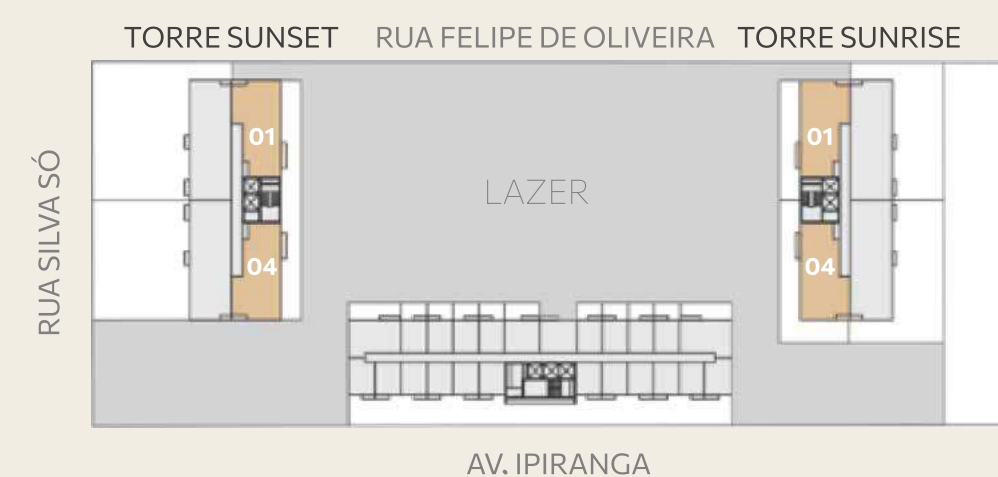 TORRE SUNSET RUA FELIPE DE OLIVEIRA TORRE SUNRISE
RUA SILVA SÓ
01
01
LAZER
04
04
AV. IPIRANGA